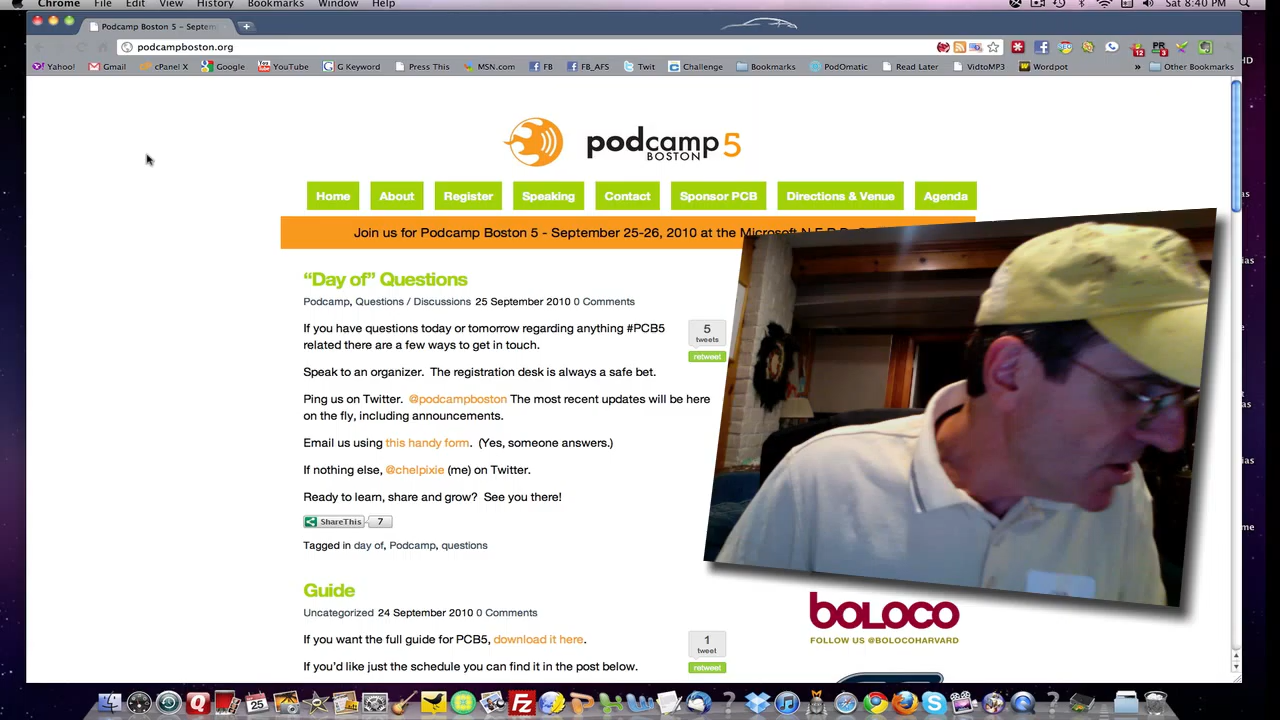 Chrome File Edit View History Bookmarks Window Help Sat 8:40 PM
Podcamp Boston 5 – Septem
podcampboston.org
Yahoo! Gmail cPanel X Google YouTube G Keyword Press This MSN.com FB FB_AFS Twit Challenge Bookmarks PodOmatic Read Later VidtoMP3 Wordpot » Other Bookmarks
podcamp 5
BOSTON
Home About Register Speaking Contact Sponsor PCB Directions & Venue Agenda
Join us for Podcamp Boston 5 - September 25-26, 2010 at the Microsoft N.E.R.D.
“Day of” Questions
Podcamp, Questions / Discussions 25 September 2010 0 Comments
If you have questions today or tomorrow regarding anything #PCB5
related there are a few ways to get in touch.
5
tweets
retweet
Speak to an organizer. The registration desk is always a safe bet.
Ping us on Twitter. @podcampboston The most recent updates will be here
on the fly, including announcements.
Email us using this handy form. (Yes, someone answers.)
If nothing else, @chelpixie (me) on Twitter.
Ready to learn, share and grow? See you there!
ShareThis 7
Tagged in day of, Podcamp, questions
Guide
Uncategorized 24 September 2010 0 Comments
If you want the full guide for PCB5, download it here.
If you'd like just the schedule you can find it in the post below.
1
tweet
retweet
boloco
FOLLOW US @BOLOCOHARVARD